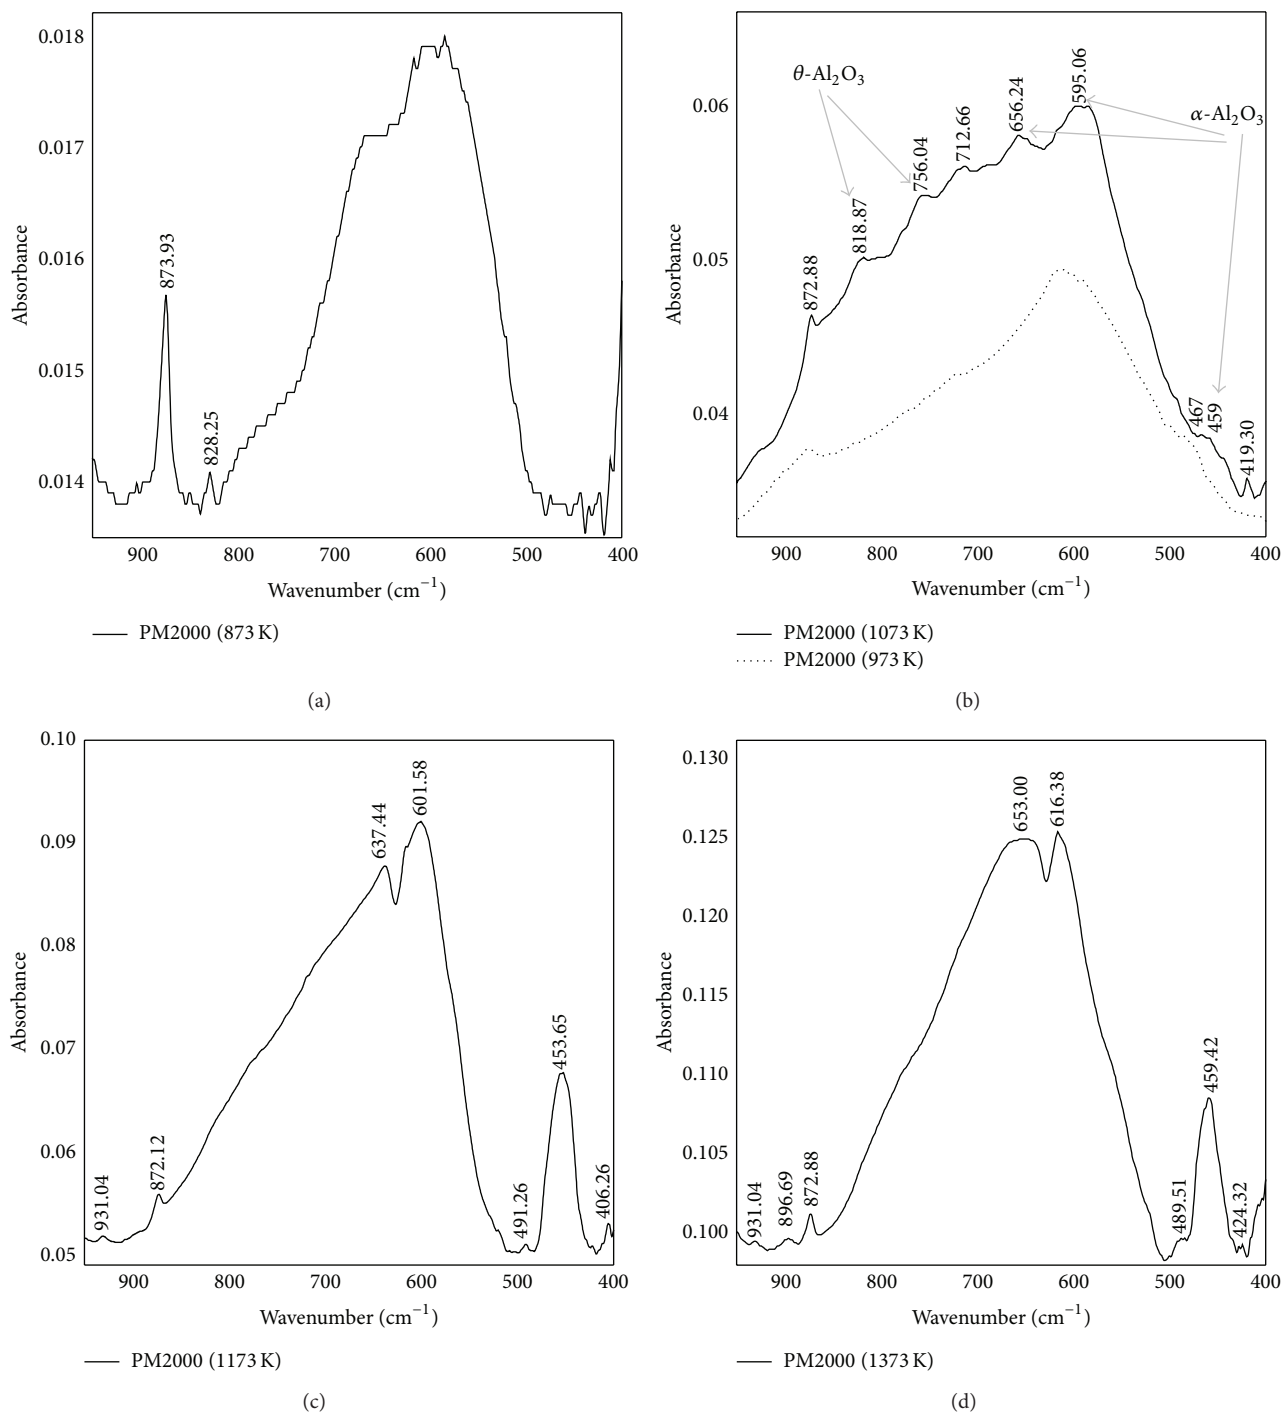 0.018
0.017
0.016
0.015
0.014
Absorbance
873.93
828.25
900 800 700 600 500 400
Wavenumber (cm⁻¹)
PM2000 (873 K)
(a)
0.06
0.05
0.04
Absorbance
θ-Al₂O₃
α-Al₂O₃
872.88
818.87
756.04
712.66
656.24
595.06
467
459
419.30
900 800 700 600 500 400
Wavenumber (cm⁻¹)
PM2000 (1073 K)
PM2000 (973 K)
(b)
0.10
0.09
0.08
0.07
0.06
0.05
Absorbance
931.04
872.12
637.44
601.58
491.26
453.65
406.26
900 800 700 600 500 400
Wavenumber (cm⁻¹)
PM2000 (1173 K)
(c)
0.130
0.125
0.120
0.115
0.110
0.105
0.100
Absorbance
931.04
896.69
872.88
653.00
616.38
489.51
459.42
424.32
900 800 700 600 500 400
Wavenumber (cm⁻¹)
PM2000 (1373 K)
(d)